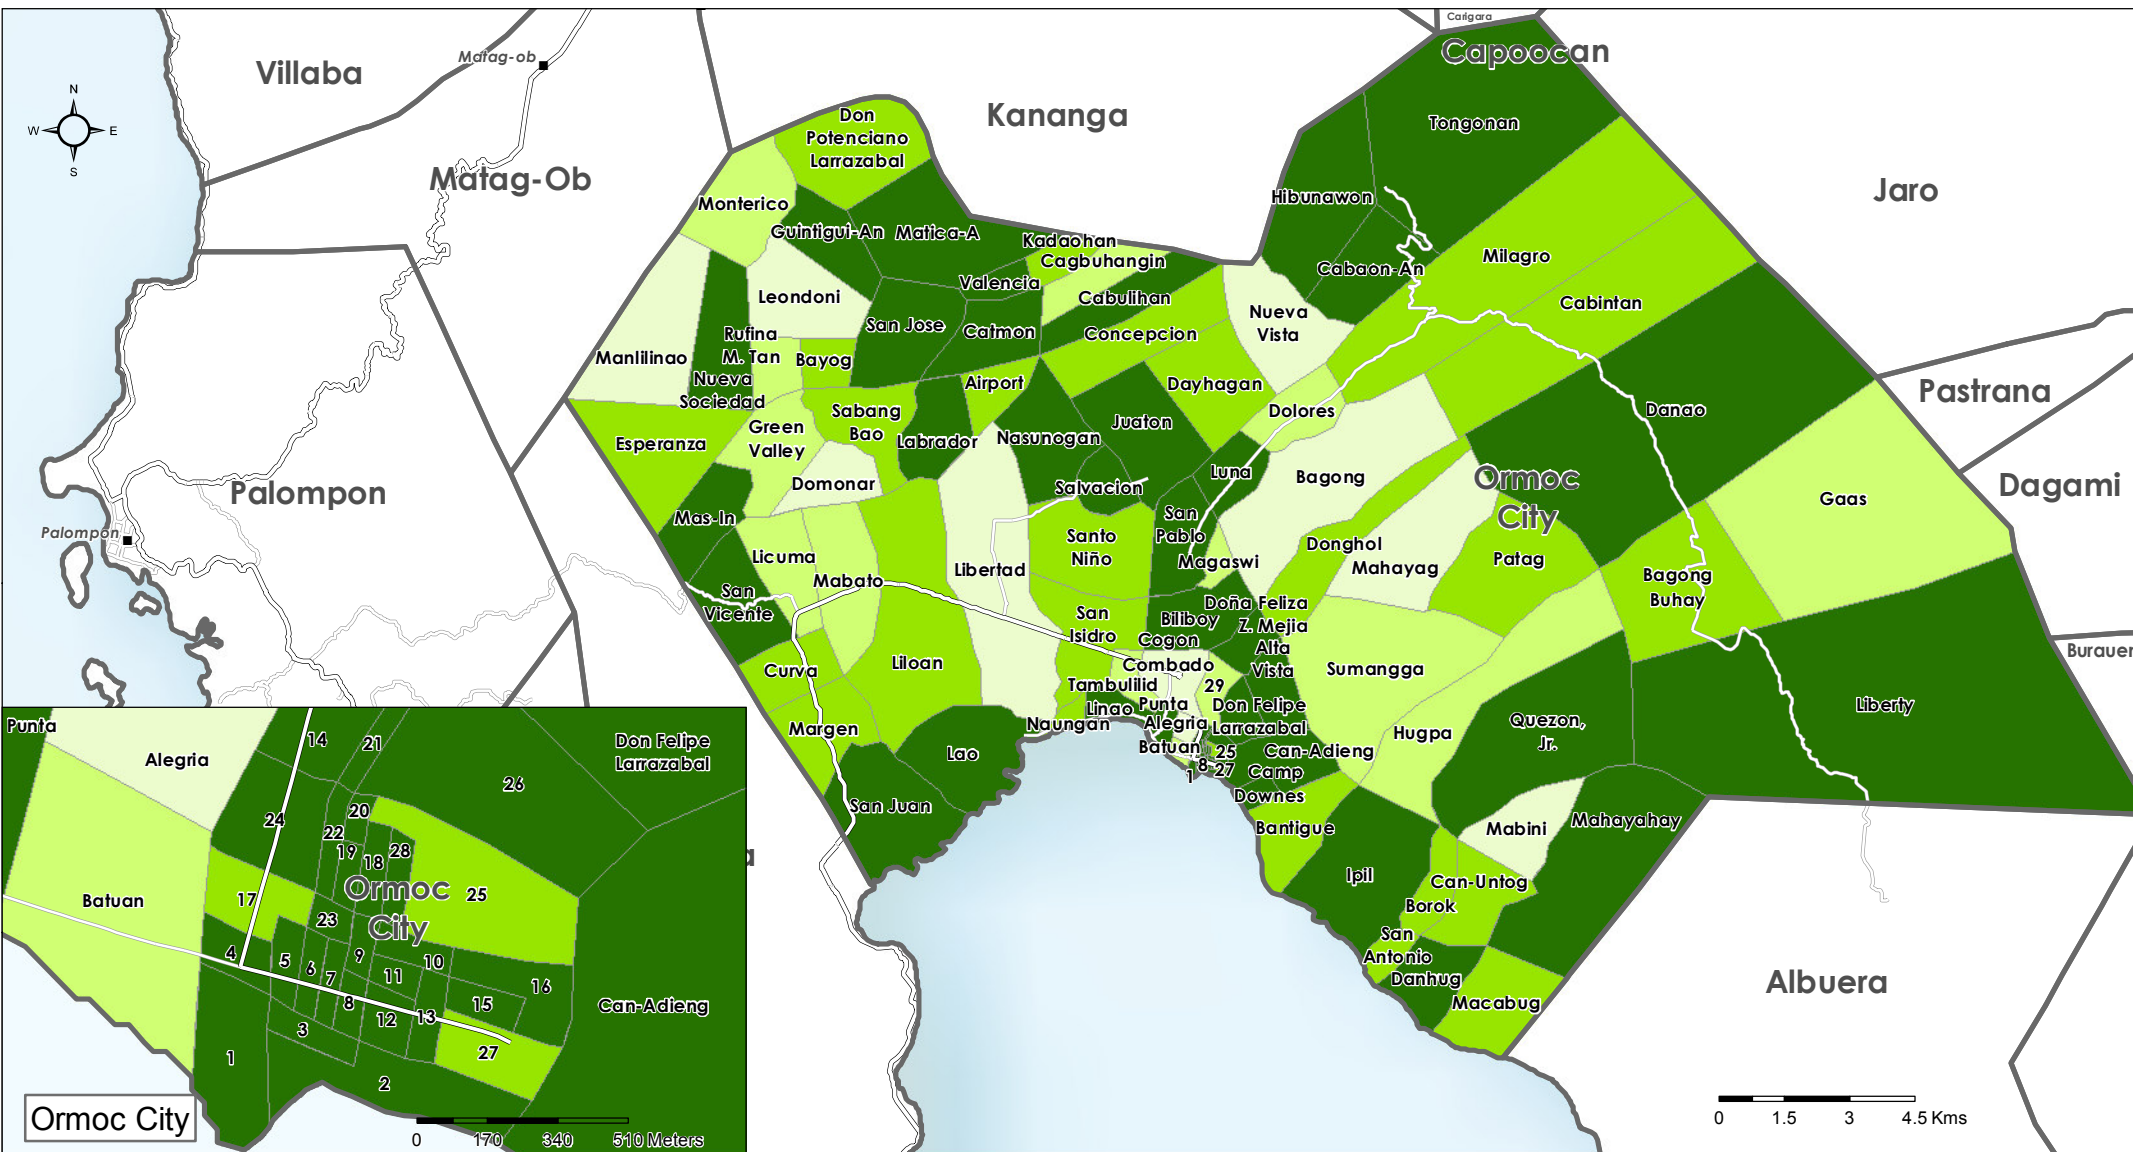 Carigara
Capoocan
Villaba
Matag-ob
N
W
E
S
Kananga
Don
Potenciano
Larrazabal
Tongonan
Matag-Ob
Jaro
Monterico
Hibunawon
Guintigui-An
Matica-A
Kadaohan
Cagbuhangin
Milagro
Cabaon-An
Valencia
Leondoni
Cabulihan
Cabintan
Nueva
Vista
San Jose
Catmon
Concepcion
Rufina
M. Tan
Manlilinao
Bayog
Nueva
Sociedad
Airport
Dayhagan
Pastrana
Dolores
Danao
Sabang
Bao
Juaton
Green
Valley
Esperanza
Labrador
Nasunogan
Luna
Bagong
Ormoc
City
Dagami
Domonar
Salvacion
Gaas
Palompon
Palompon
Mas-In
San
Pablo
Santo
Niño
Donghol
Licuma
Magaswi
Mahayag
Patag
Libertad
Mabato
Bagong
Buhay
San
Vicente
Doña Feliza
Z. Mejia
Biliboy
San
Isidro
Cogon
Alta
Vista
Burauen
Curva
Liloan
Combado
Sumangga
Tambulilid
29
Punta
Don Felipe
Larrazabal
Linao
Liberty
Naungan
Alegria
Quezon,
Jr.
Margen
Hugpa
Batuan
25
Can-Adieng
Lao
8
27
1
Camp
Downes
San Juan
Bantigue
Mabini
Mahayahay
Ipil
Can-Untog
Borok
San
Antonio
Danhug
Macabug
Albuera
0 1.5 3 4.5 Kms
Punta
14
21
Don Felipe
Larrazabal
Alegria
26
20
24
22
19
18
28
Ormoc
City
25
17
Batuan
23
4
5
6
7
9
10
11
16
8
15
Can-Adieng
3
12
13
27
1
2
Ormoc City
0 170 340 510 Meters